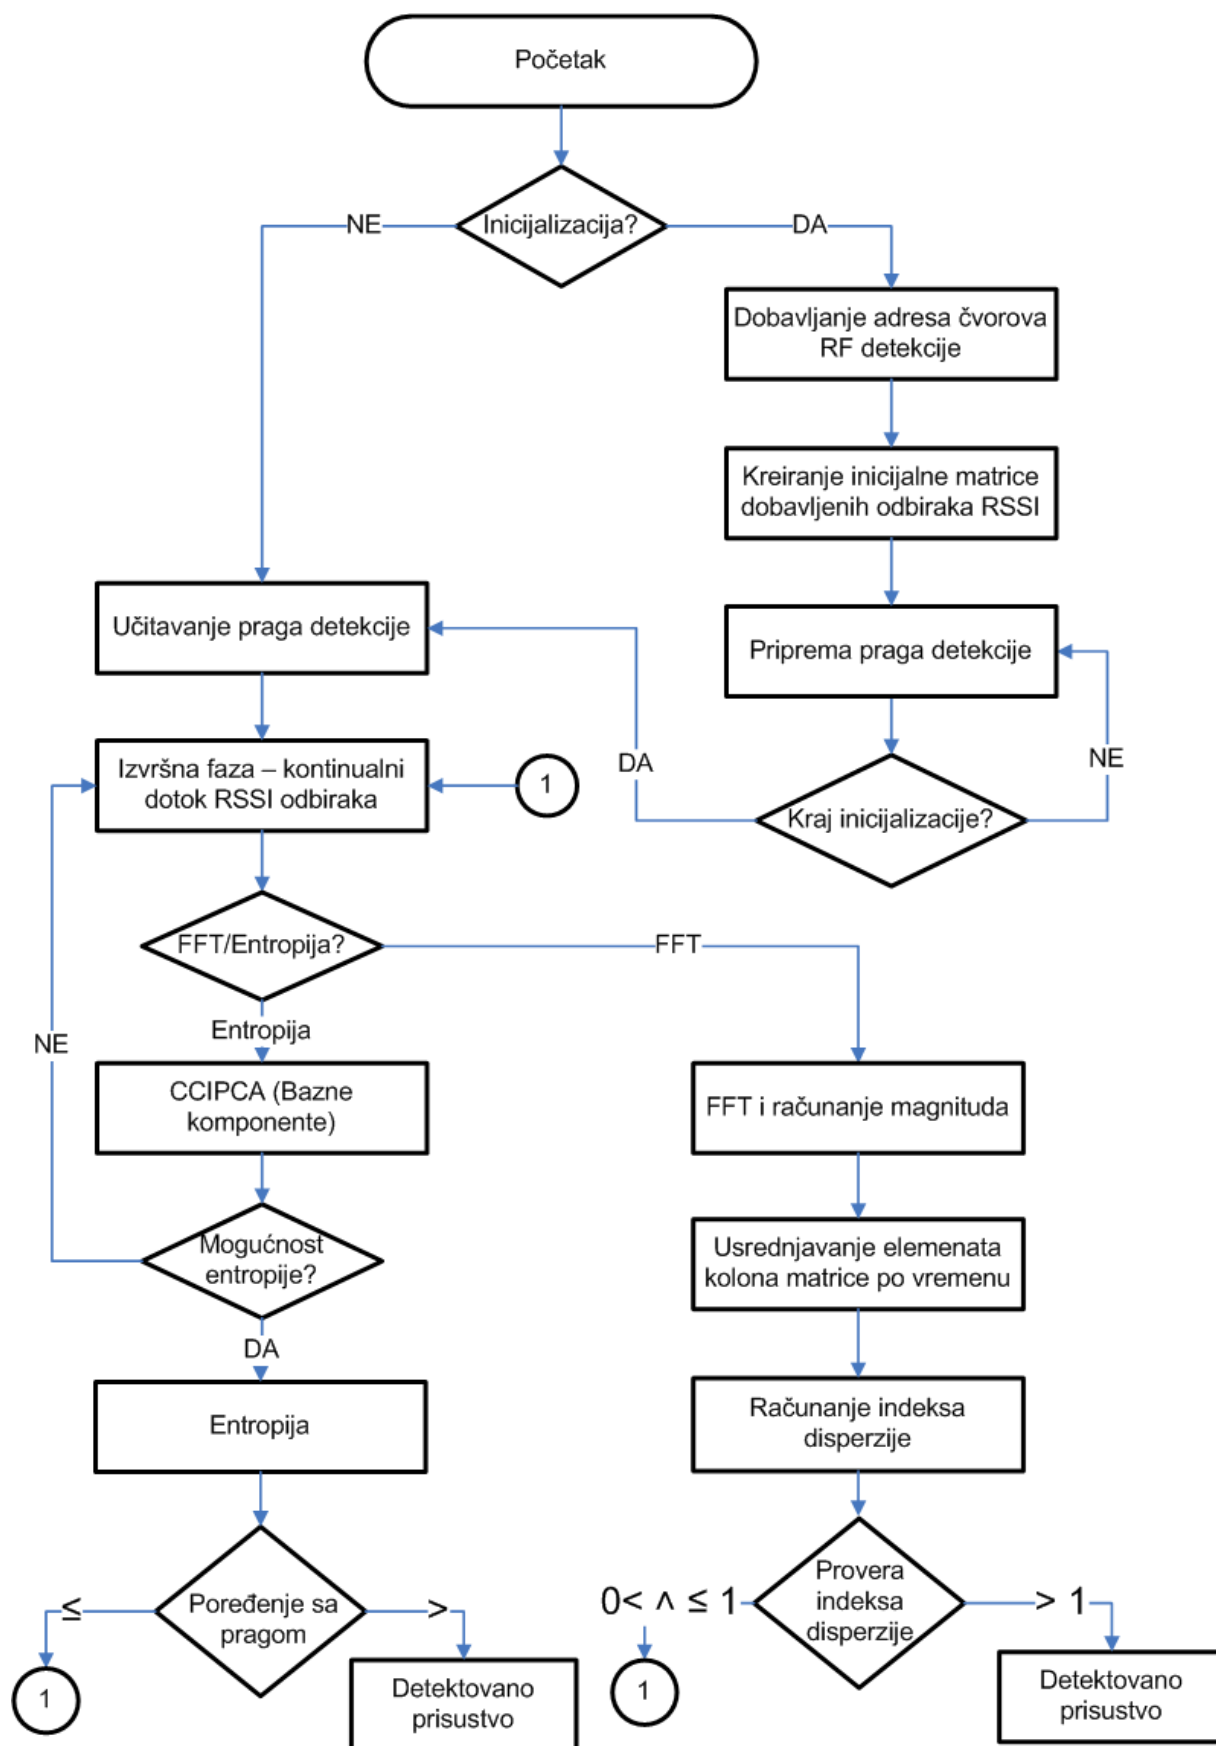 Početak
Inicijalizacija?
NE
DA
Dobavljanje adresa čvorova
RF detekcije
Kreiranje inicijalne matrice
dobavljenih odbiraka RSSI
Učitavanje praga detekcije
Priprema praga detekcije
Izvršna faza – kontinualni
dotok RSSI odbiraka
1
DA
NE
Kraj inicijalizacije?
FFT/Entropija?
FFT
Entropija
NE
CCIPCA (Bazne
komponente)
FFT i računanje magnituda
Mogućnost
entropije?
Usrednjavanje elemenata
kolona matrice po vremenu
DA
Entropija
Računanje indeksa
disperzije
Poređenje sa
pragom
≤
>
Provera
indeksa
disperzije
0< ʌ ≤ 1
> 1
1
Detektovano
prisustvo
1
Detektovano
prisustvo